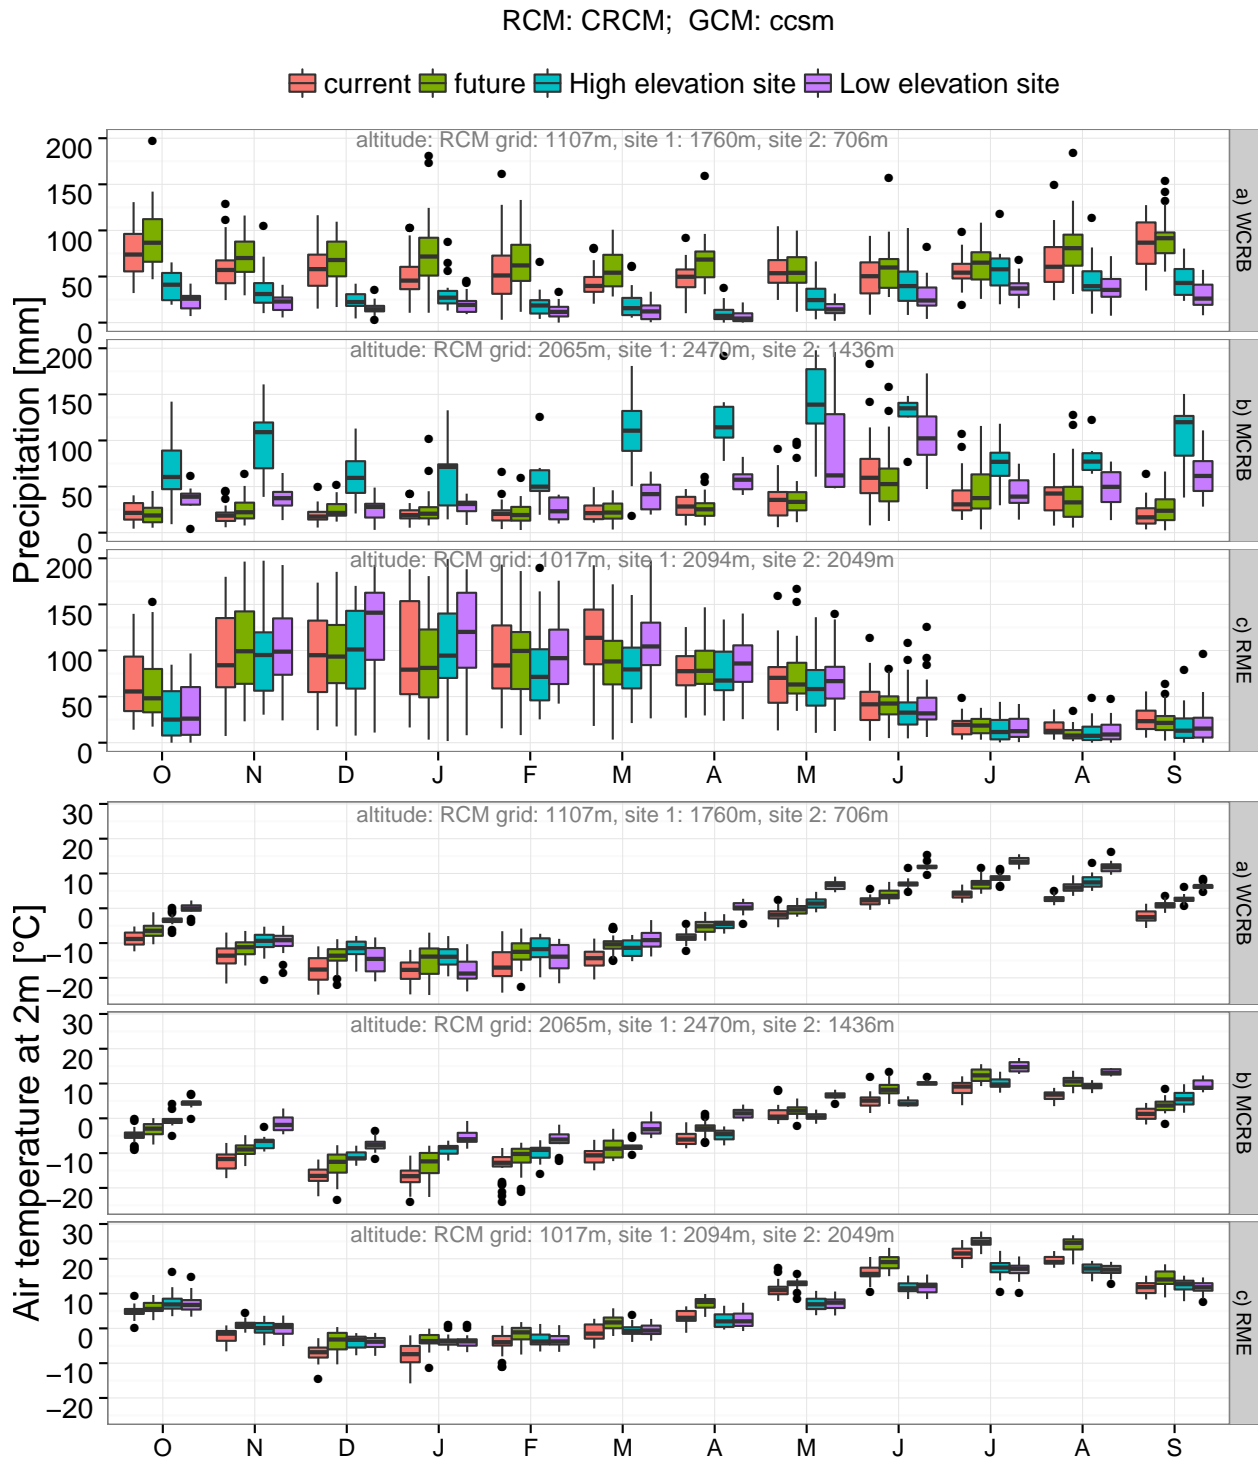 RCM: CRCM;  GCM: ccsm
current future High elevation site Low elevation site
Precipitation [mm]
altitude: RCM grid: 1107m, site 1: 1760m, site 2: 706m
200
150
100
50
0
a) WCRB
altitude: RCM grid: 2065m, site 1: 2470m, site 2: 1436m
200
150
100
50
0
b) MCRB
altitude: RCM grid: 1017m, site 1: 2094m, site 2: 2049m
200
150
100
50
0
c) RME
O N D J F M A M J J A S
Air temperature at 2m [°C]
altitude: RCM grid: 1107m, site 1: 1760m, site 2: 706m
30
20
10
0
−10
−20
a) WCRB
altitude: RCM grid: 2065m, site 1: 2470m, site 2: 1436m
30
20
10
0
−10
−20
b) MCRB
altitude: RCM grid: 1017m, site 1: 2094m, site 2: 2049m
30
20
10
0
−10
−20
c) RME
O N D J F M A M J J A S